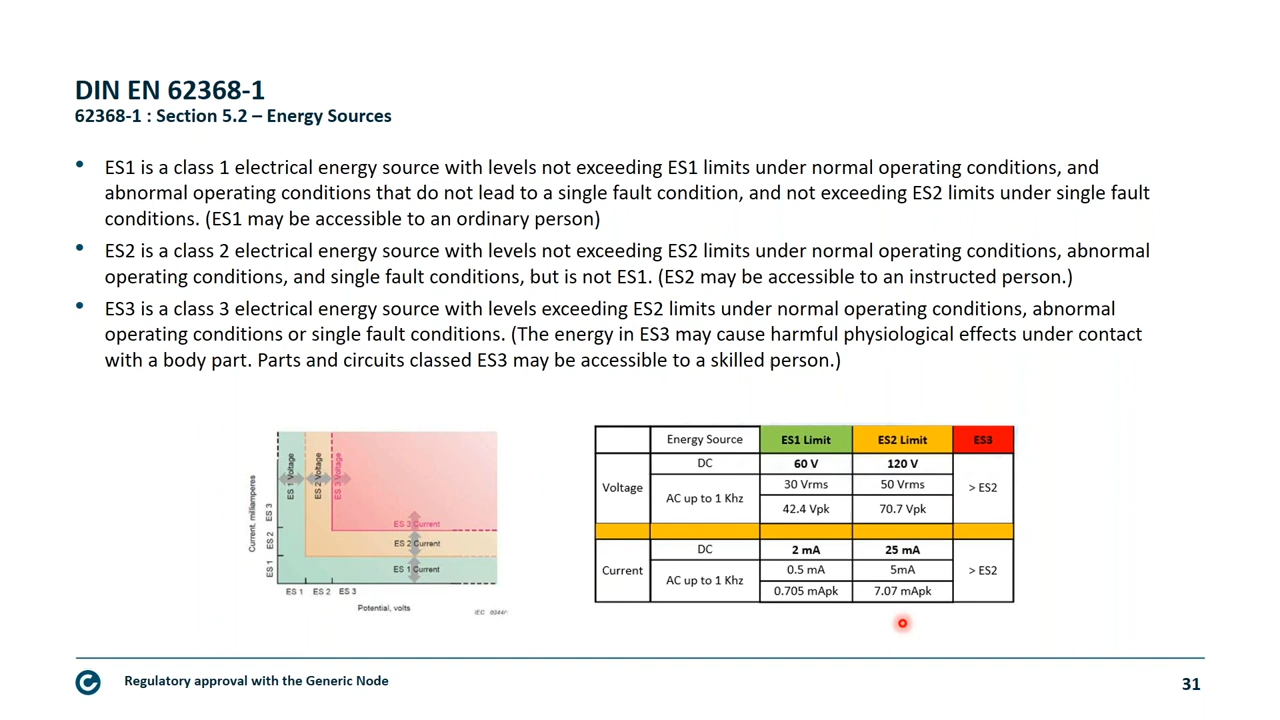 DIN EN 62368-1
62368-1 : Section 5.2 – Energy Sources
• ES1 is a class 1 electrical energy source with levels not exceeding ES1 limits under normal operating conditions, and
abnormal operating conditions that do not lead to a single fault condition, and not exceeding ES2 limits under single fault
conditions. (ES1 may be accessible to an ordinary person)
• ES2 is a class 2 electrical energy source with levels not exceeding ES2 limits under normal operating conditions, abnormal
operating conditions, and single fault conditions, but is not ES1. (ES2 may be accessible to an instructed person.)
• ES3 is a class 3 electrical energy source with levels exceeding ES2 limits under normal operating conditions, abnormal
operating conditions or single fault conditions. (The energy in ES3 may cause harmful physiological effects under contact
with a body part. Parts and circuits classed ES3 may be accessible to a skilled person.)
Current, milliamperes
ES 3
ES 2
ES 1
ES 1 Voltage
ES 2 Voltage
ES 3 Voltage
ES 3 Current
ES 2 Current
ES 1 Current
ES 1 ES 2 ES 3
Potential, volts
IEC
Energy Source ES1 Limit ES2 Limit ES3
Voltage DC 60 V 120 V > ES2
AC up to 1 Khz 30 Vrms 50 Vrms
42.4 Vpk 70.7 Vpk
Current DC 2 mA 25 mA > ES2
AC up to 1 Khz 0.5 mA 5mA
0.705 mApk 7.07 mApk
Regulatory approval with the Generic Node
31